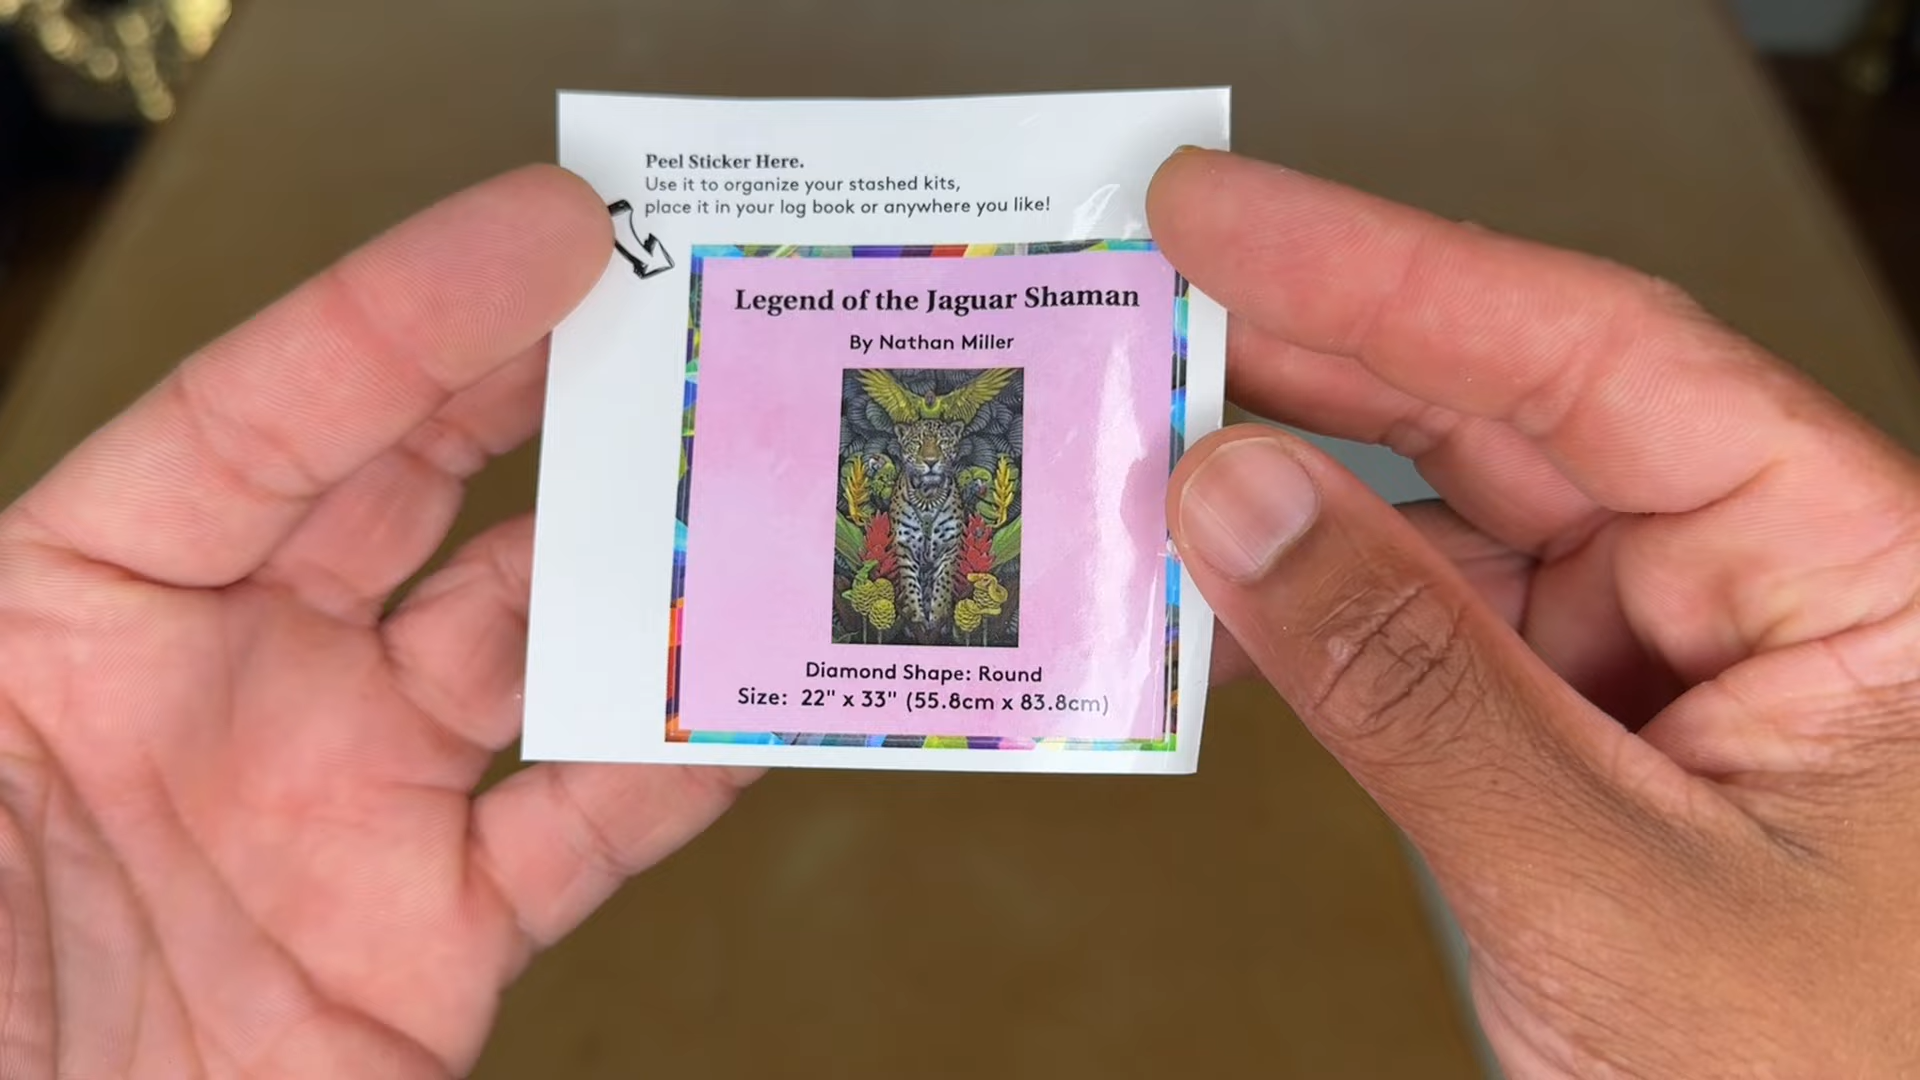 Peel Sticker Here.
Use it to organize your stashed kits,
place it in your log book or anywhere you like!
Legend of the Jaguar Shaman
By Nathan Miller
Diamond Shape: Round
Size: 22" x 33" (55.8cm x 83.8cm)